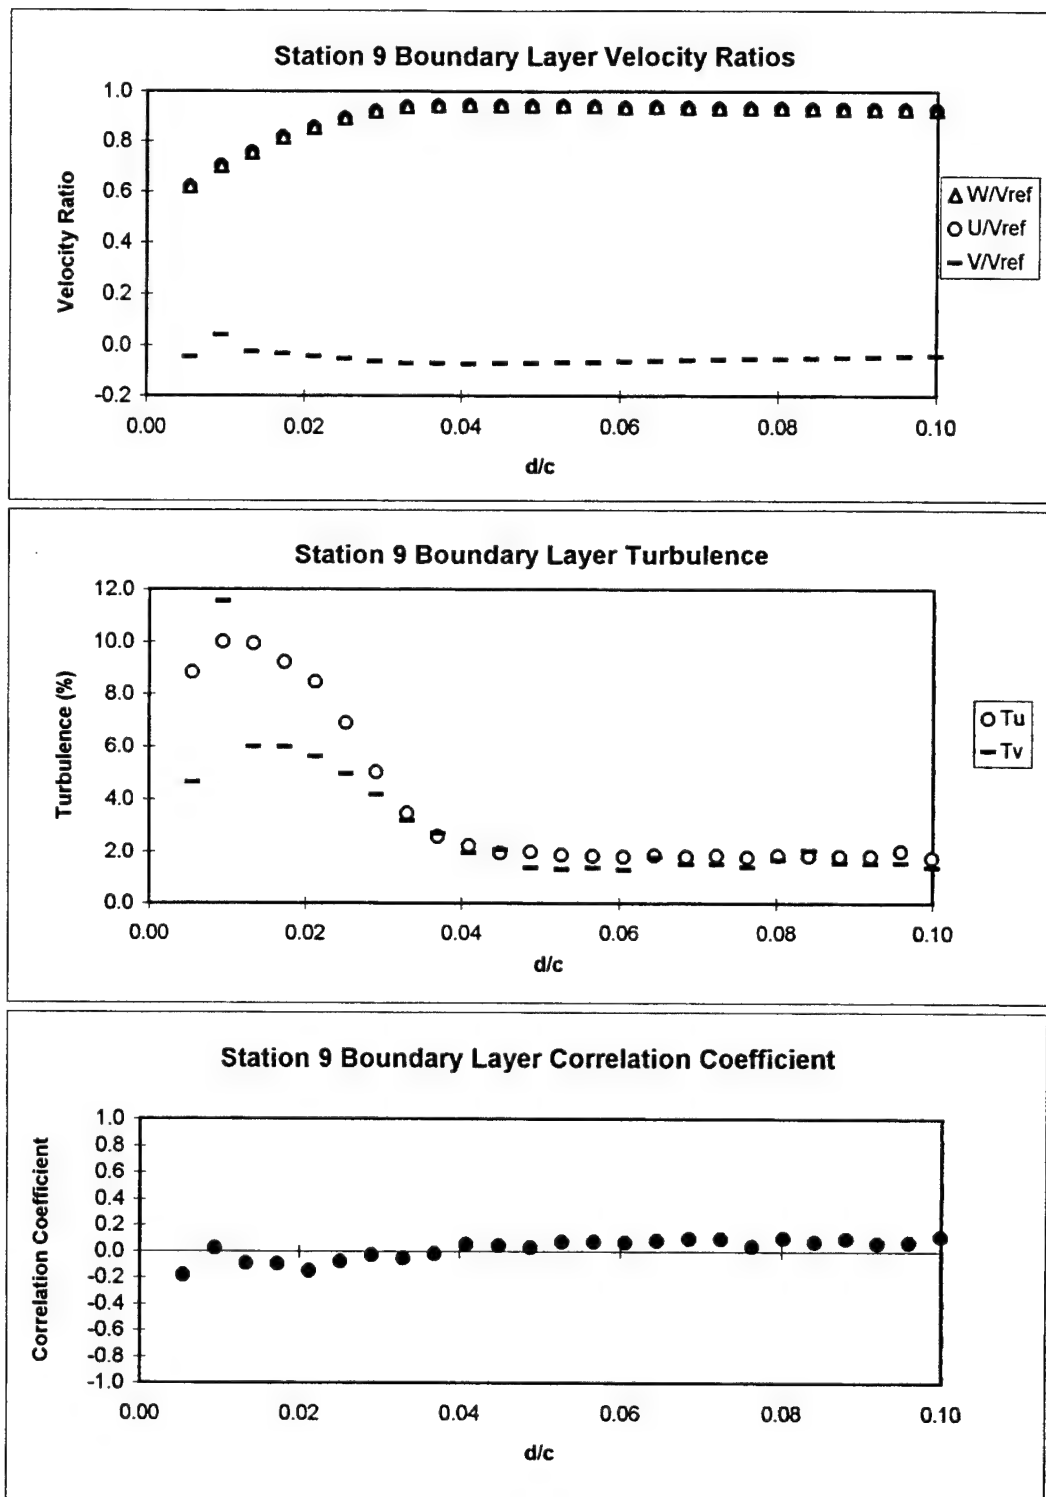 Station 9 Boundary Layer Velocity Ratios
1.0
0.8
0.6
0.4
0.2
0.0
-0.2
Velocity Ratio
0.00 0.02 0.04 0.06 0.08 0.10
d/c
W/Vref
U/Vref
V/Vref
Station 9 Boundary Layer Turbulence
12.0
10.0
8.0
6.0
4.0
2.0
0.0
Turbulence (%)
0.00 0.02 0.04 0.06 0.08 0.10
d/c
Tu
Tv
Station 9 Boundary Layer Correlation Coefficient
1.0
0.8
0.6
0.4
0.2
0.0
-0.2
-0.4
-0.6
-0.8
-1.0
Correlation Coefficient
0.00 0.02 0.04 0.06 0.08 0.10
d/c